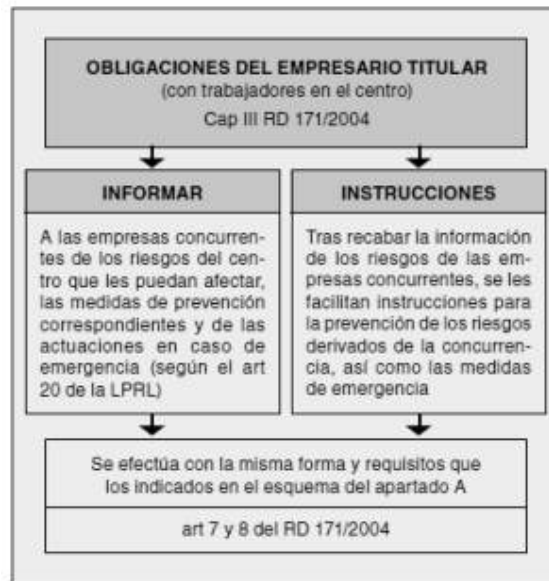 OBLIGACIONES DEL EMPRESARIO TITULAR
(con trabajadores en el centro)
Cap III RD 171/2004
INFORMAR
A las empresas concurren-
tes de los riesgos del cen-
tro que les puedan afectar,
las medidas de prevención
correspondientes y de las
actuaciones en caso de
emergencia (según el art
20 de la LPRL)
INSTRUCCIONES
Tras recabar la información
de los riesgos de las em-
presas concurrentes, se les
facilitan instrucciones para
la prevención de los riesgos
derivados de la concurren-
cia, así como las medidas
de emergencia
Se efectúa con la misma forma y requisitos que
los indicados en el esquema del apartado A
art 7 y 8 del RD 171/2004